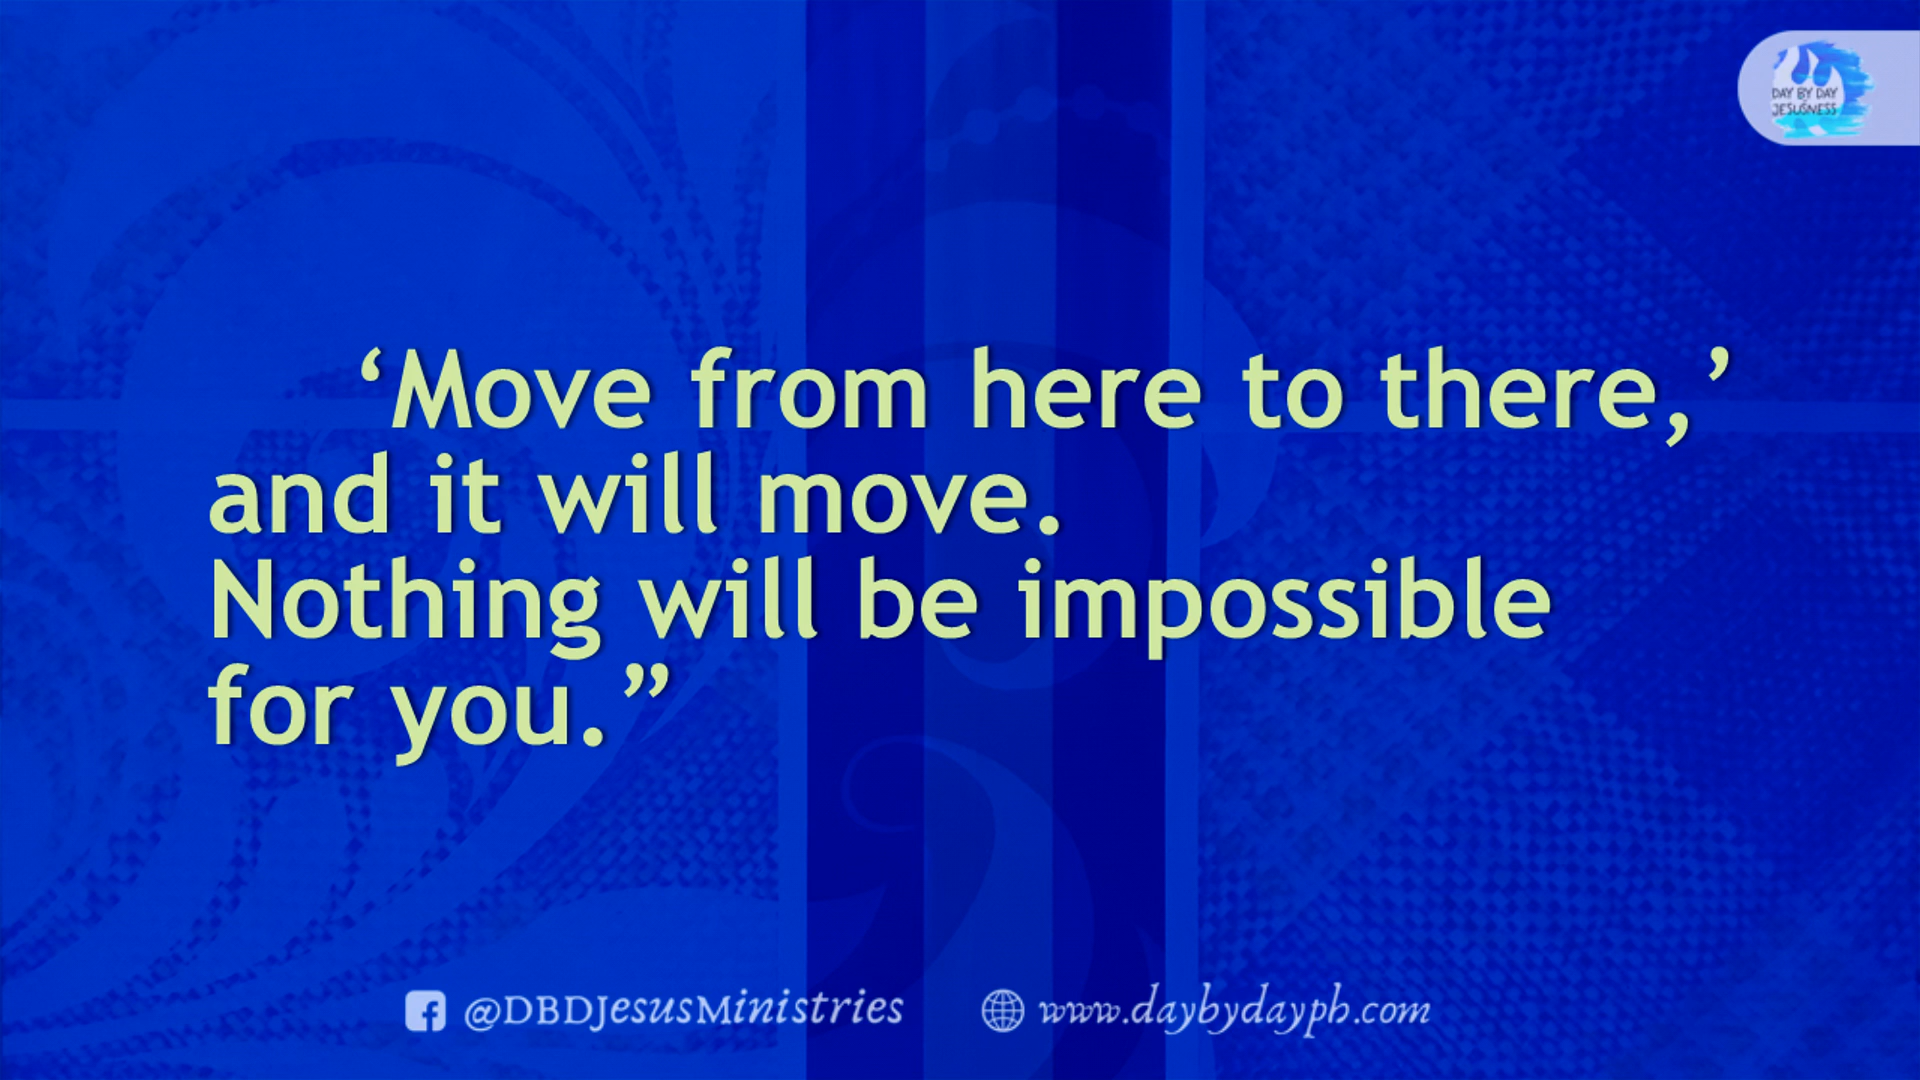 DAY BY DAY
JESUSNESS
‘Move from here to there,’
and it will move.
Nothing will be impossible
for you.”
@DBDJesusMinistries
www.daybydayph.com